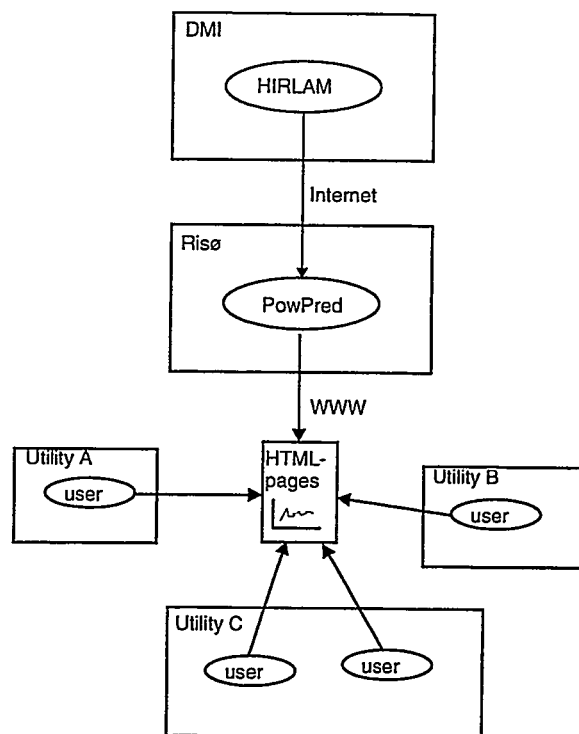 DMI
HIRLAM
Internet
Risø
PowPred
WWW
HTML-
pages
Utility A
user
Utility B
user
Utility C
user
user